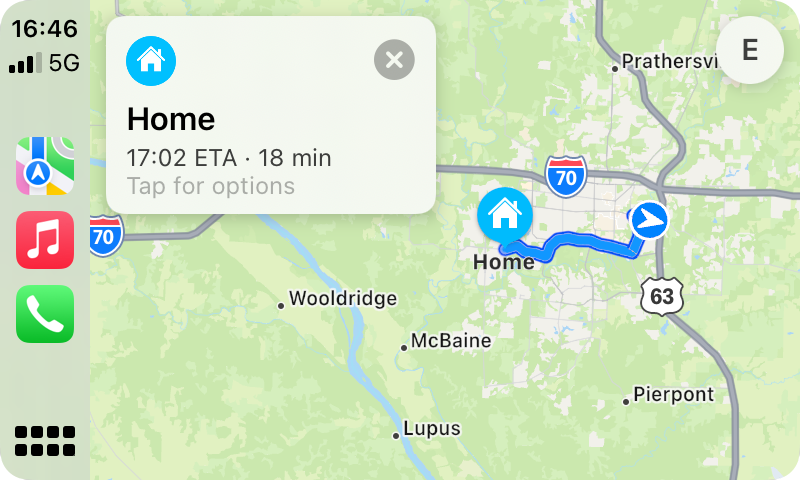 16:46
5G
Home
17:02 ETA · 18 min
Tap for options
E
70
70
Home
63
Wooldridge
McBaine
Pierpont
Lupus